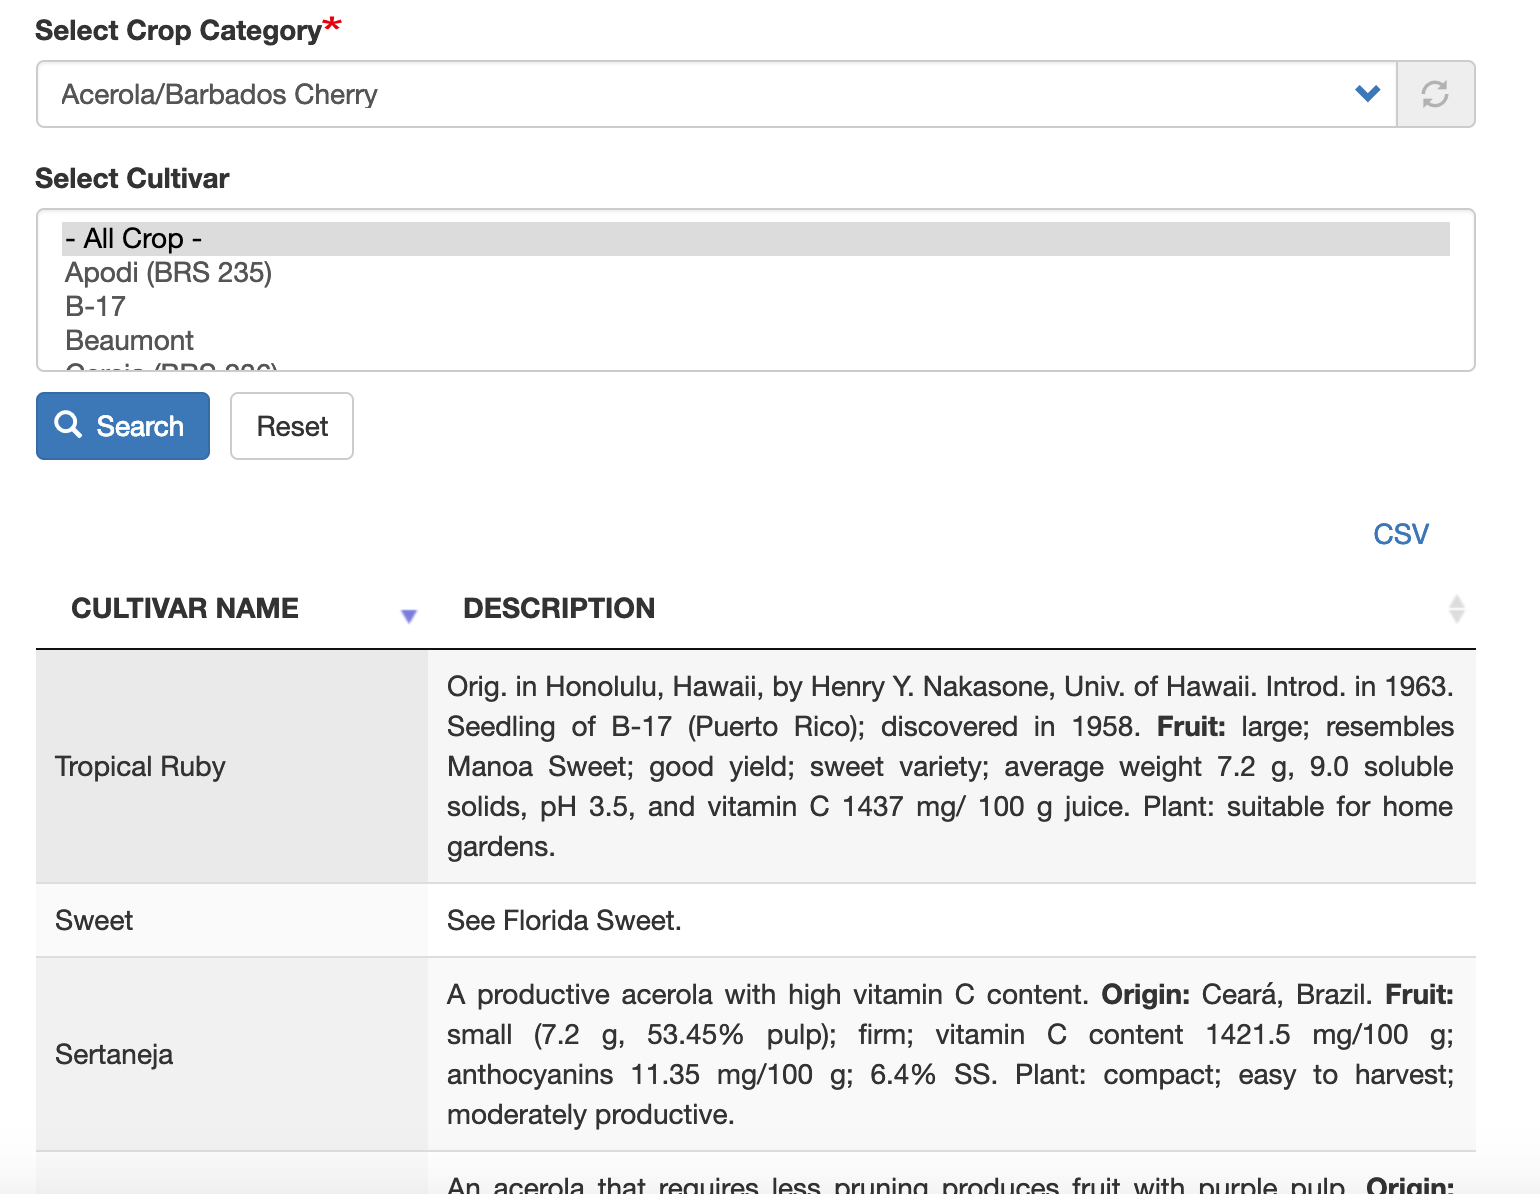 Select Crop Category*
Acerola/Barbados Cherry
Select Cultivar
- All Crop -
Apodi (BRS 235)
B-17
Beaumont
Search
Reset
CSV
CULTIVAR NAME
DESCRIPTION
Tropical Ruby
Orig. in Honolulu, Hawaii, by Henry Y. Nakasone, Univ. of Hawaii. Introd. in 1963.
Seedling of B-17 (Puerto Rico); discovered in 1958. Fruit: large; resembles
Manoa Sweet; good yield; sweet variety; average weight 7.2 g, 9.0 soluble
solids, pH 3.5, and vitamin C 1437 mg/ 100 g juice. Plant: suitable for home
gardens.
Sweet
See Florida Sweet.
Sertaneja
A productive acerola with high vitamin C content. Origin: Ceará, Brazil. Fruit:
small (7.2 g, 53.45% pulp); firm; vitamin C content 1421.5 mg/100 g;
anthocyanins 11.35 mg/100 g; 6.4% SS. Plant: compact; easy to harvest;
moderately productive.
An acerola that requires less pruning produces fruit with purple pulp. Origin: